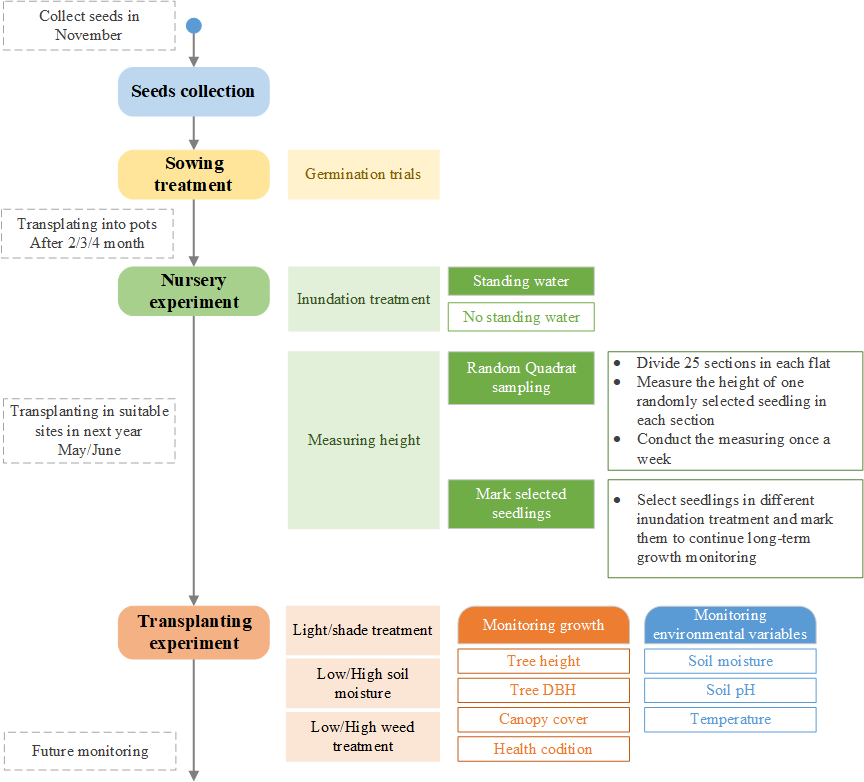 Collect seeds in
November
Seeds collection
Sowing
treatment
Germination trials
Transplating into pots
After 2/3/4 month
Nursery
experiment
Inundation treatment
Standing water
No standing water
Measuring height
Random Quadrat
sampling
● Divide 25 sections in each flat
● Measure the height of one
randomly selected seedling in
each section
● Conduct the measuring once a
week
Transplanting in suitable
sites in next year
May/June
Mark selected
seedlings
● Select seedlings in different
inundation treatment and mark
them to continue long-term
growth monitoring
Transplanting
experiment
Light/shade treatment
Low/High soil
moisture
Low/High weed
treatment
Monitoring growth
Tree height
Tree DBH
Canopy cover
Health codition
Monitoring
environmental variables
Soil moisture
Soil pH
Temperature
Future monitoring